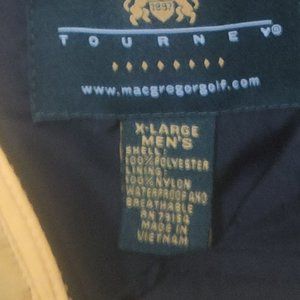 1897
TOURNEY®
www.macgregorgolf.com
X-LARGE
MEN'S
SHELL:
100% POLYESTER
LINING:
100% NYLON
WATERPROOF AND
BREATHABLE
RN 79154
MADE IN
VIETNAM